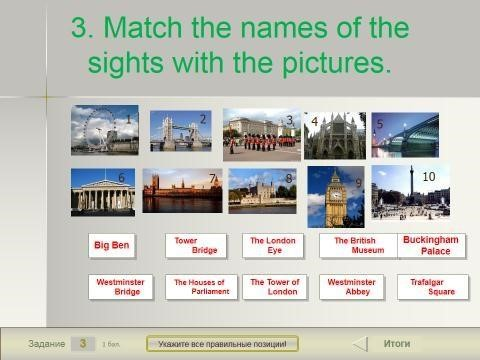 3. Match the names of the
sights with the pictures.
1
2
3
4
5
6
7
8
9
10
Big Ben
Tower
Bridge
The London
Eye
The British
Museum
Buckingham
Palace
Westminster
Bridge
The Houses of
Parliament
The Tower of
London
Westminster
Abbey
Trafalgar
Square
Задание 3 1 бал. Укажите все правильные позиции! Итоги